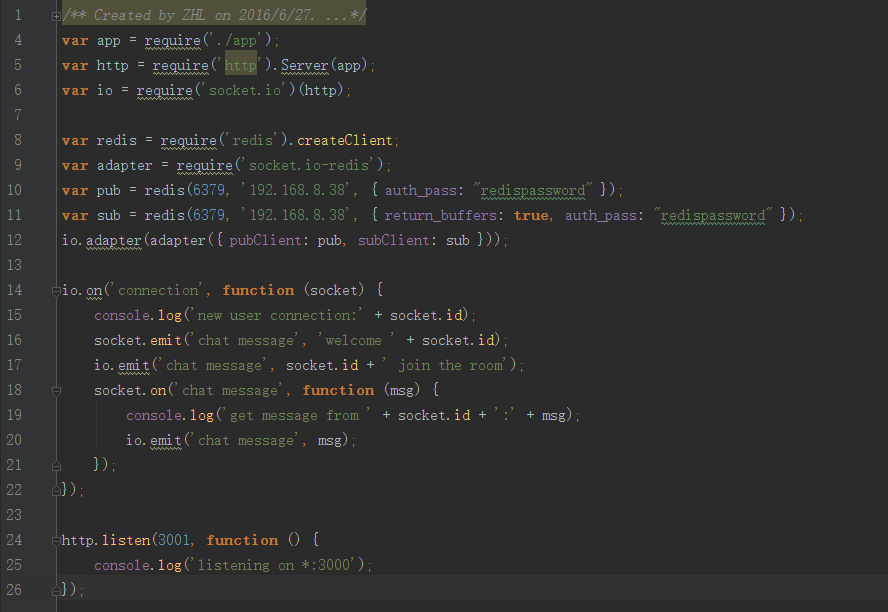 1 /** Created by ZHL on 2016/6/27. ...*/
4 var app = require('./app');
5 var http = require('http').Server(app);
6 var io = require('socket.io')(http);
7
8 var redis = require('redis').createClient;
9 var adapter = require('socket.io-redis');
10 var pub = redis(6379, '192.168.8.38', { auth_pass: "redispassword" });
11 var sub = redis(6379, '192.168.8.38', { return_buffers: true, auth_pass: "redispassword" });
12 io.adapter(adapter({ pubClient: pub, subClient: sub }));
13
14 io.on('connection', function (socket) {
15     console.log('new user connection:' + socket.id);
16     socket.emit('chat message', 'welcome ' + socket.id);
17     io.emit('chat message', socket.id + ' join the room');
18     socket.on('chat message', function (msg) {
19         console.log('get message from ' + socket.id + ':' + msg);
20         io.emit('chat message', msg);
21     });
22 });
23
24 http.listen(3001, function () {
25     console.log('listening on *:3000');
26 });